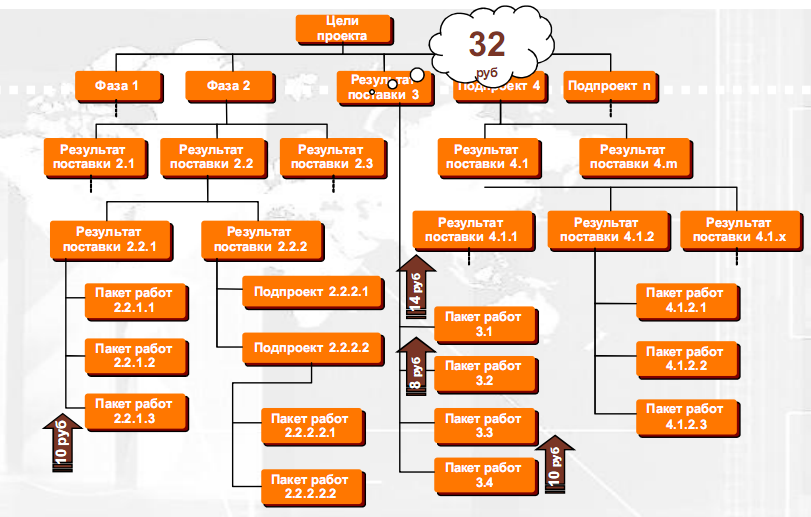 Цели
проекта
32
руб
Фаза 1
Фаза 2
Результат
поставки 3
Подпроект 4
Подпроект n
Результат
поставки 2.1
Результат
поставки 2.2
Результат
поставки 2.3
Результат
поставки 4.1
Результат
поставки 4.m
Результат
поставки 2.2.1
Результат
поставки 2.2.2
Результат
поставки 4.1.1
Результат
поставки 4.1.2
Результат
поставки 4.1.x
Пакет работ
2.2.1.1
Подпроект 2.2.2.1
14 руб
Пакет работ
3.1
Пакет работ
4.1.2.1
Пакет работ
2.2.1.2
Подпроект 2.2.2.2
8 руб
Пакет работ
3.2
Пакет работ
4.1.2.2
Пакет работ
2.2.1.3
10 руб
Пакет работ
2.2.2.2.1
Пакет работ
3.3
Пакет работ
4.1.2.3
Пакет работ
2.2.2.2.2
Пакет работ
3.4
10 руб